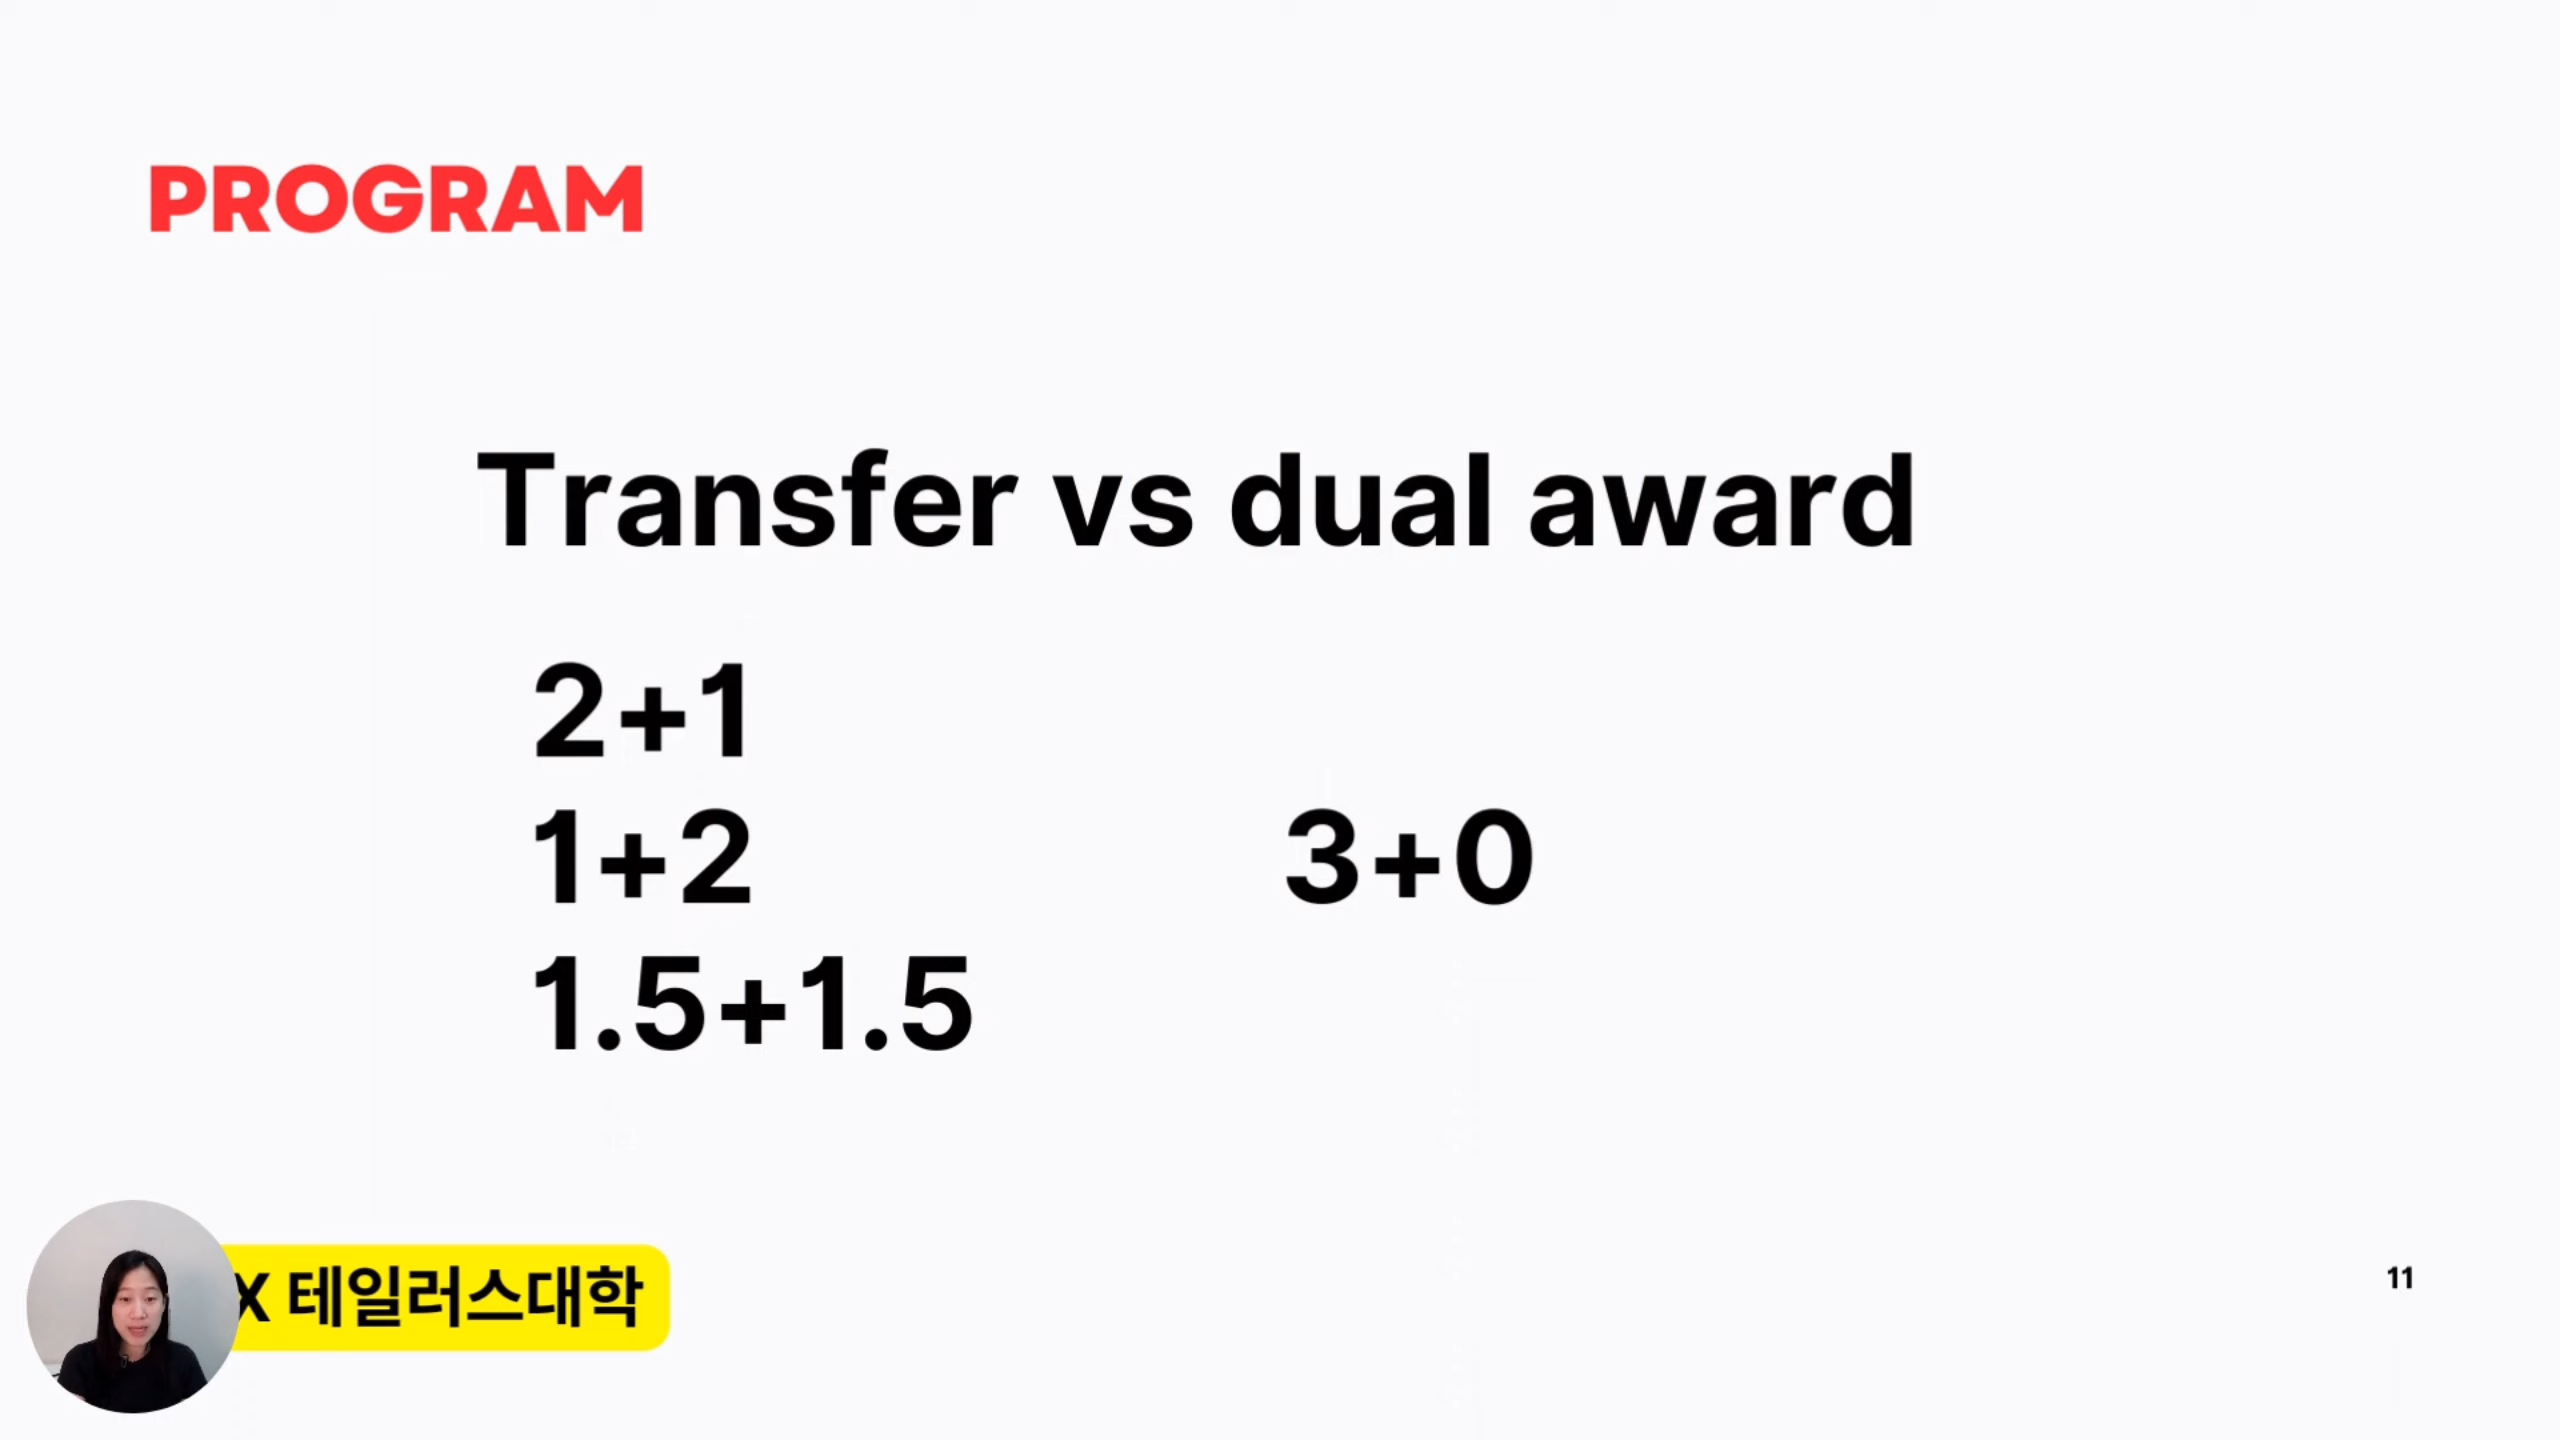 PROGRAM
Transfer vs dual award
2+1
1+2
3+0
1.5+1.5
X 테일러스대학
11